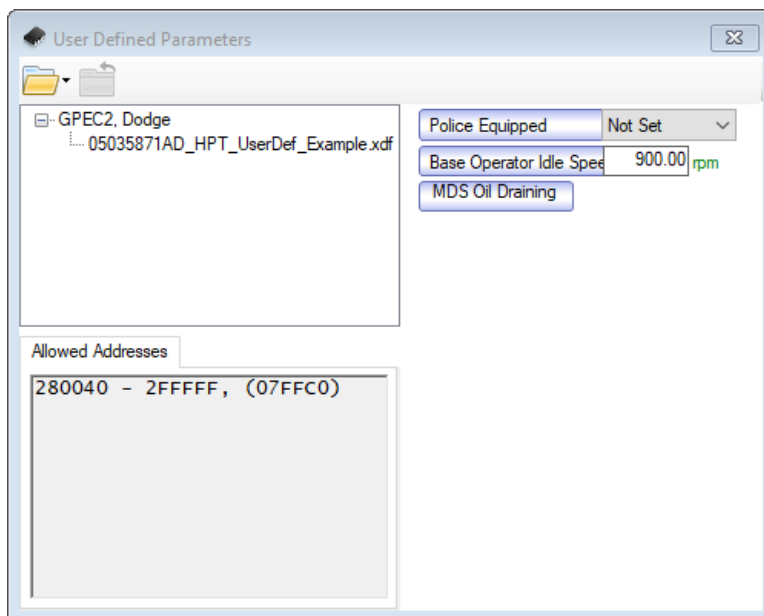 User Defined Parameters
GPEC2, Dodge
05035871AD_HPT_UserDef_Example.xdf
Police Equipped Not Set
Base Operator Idle Spee 900.00 rpm
MDS Oil Draining
Allowed Addresses
280040 - 2FFFFF, (07FFC0)